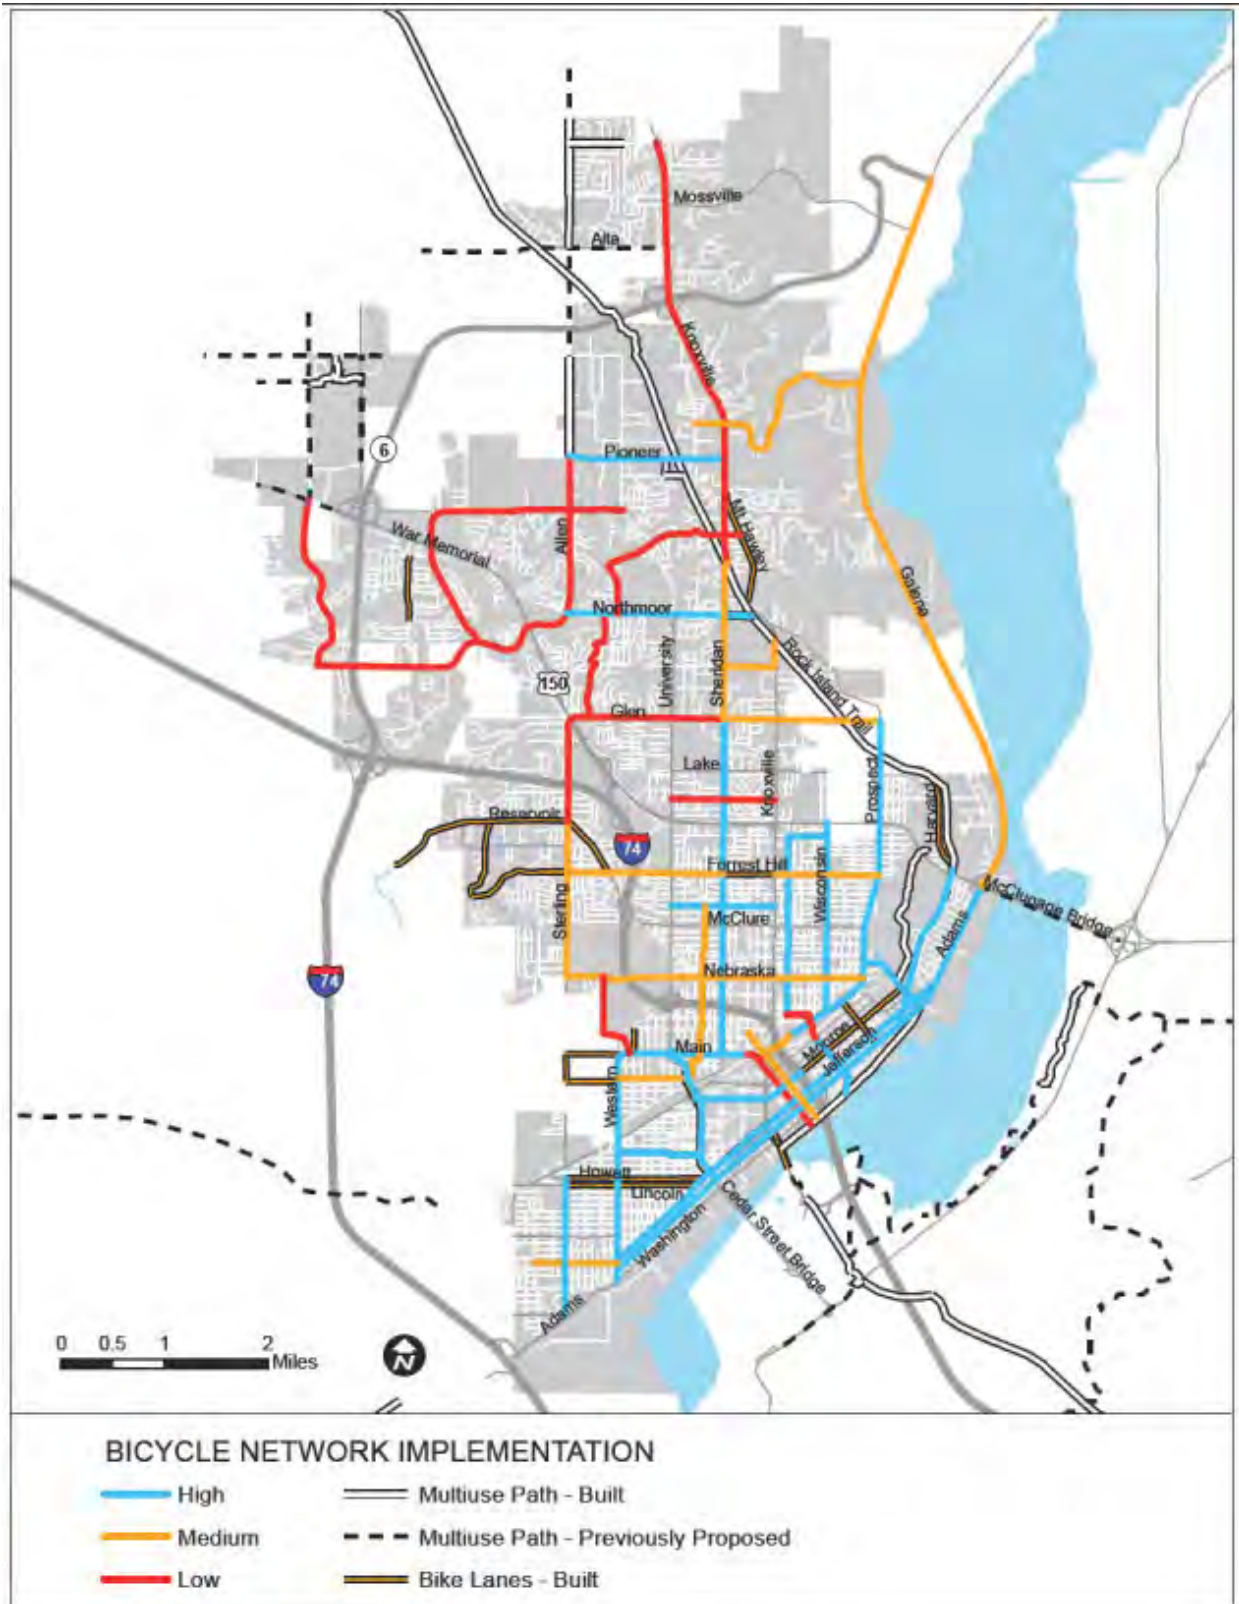 Mossville
Alta
Knoxville
6
Pioneer
Mt Hawley
War Memorial
Allen
Galena
Northmoor
University
Sheridan
Rock Island Trail
150
Glen
Lake
Knoxville
Prospect
Harvard
Reservoir
74
Forrest Hill
Wisconsin
McClugage Bridge
Sterling
McClure
Adams
74
Nebraska
Main
Monroe
Jefferson
Western
Howett
Lincoln
Washington
Cedar Street Bridge
Adams
0 0.5 1 2
Miles
N
BICYCLE NETWORK IMPLEMENTATION
High
Multiuse Path - Built
Medium
Multiuse Path - Previously Proposed
Low
Bike Lanes - Built